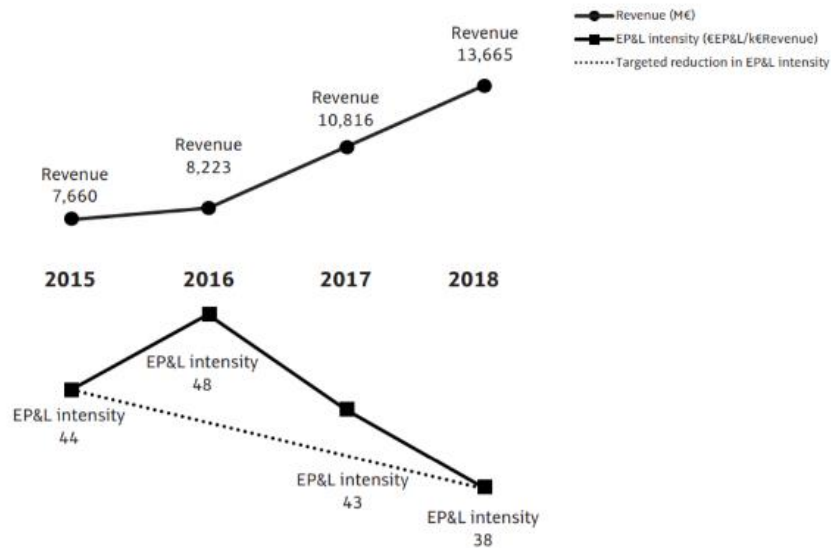 Revenue (M€)
EP&L intensity (€EP&L/k€Revenue)
Targeted reduction in EP&L intensity
Revenue
13,665
Revenue
10,816
Revenue
8,223
Revenue
7,660
2015 2016 2017 2018
EP&L intensity
48
EP&L intensity
44
EP&L intensity
43
EP&L intensity
38